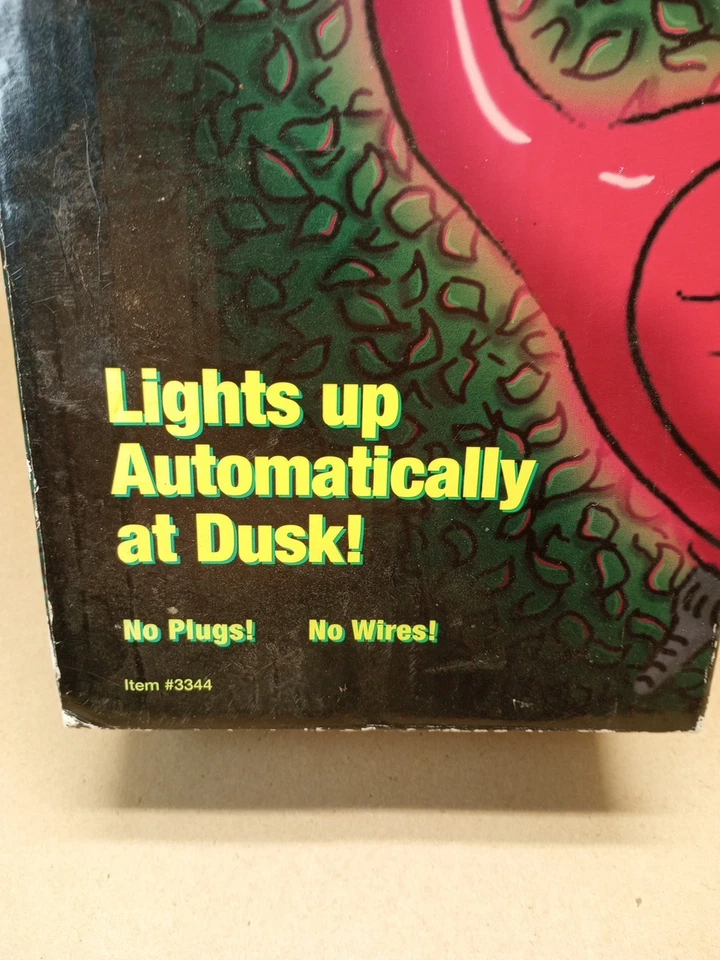 Lights up
Automatically
at Dusk!
No Plugs! No Wires!
Item #3344